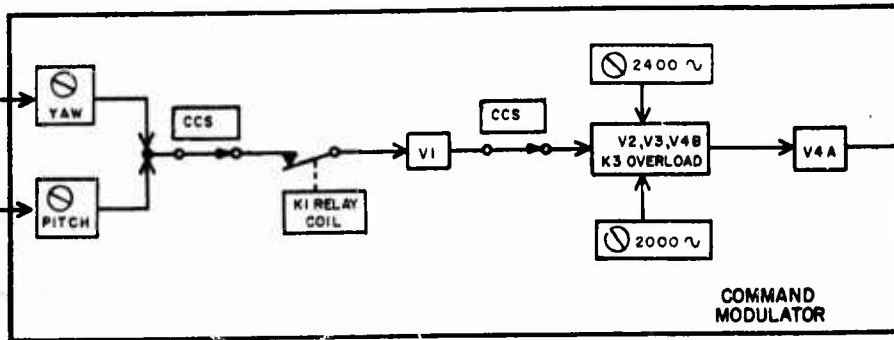 YAW
PITCH
CCS
K1 RELAY
COIL
V1
CCS
2400 ~
V2, V3, V4B
K3 OVERLOAD
2000 ~
V4A
COMMAND
MODULATOR